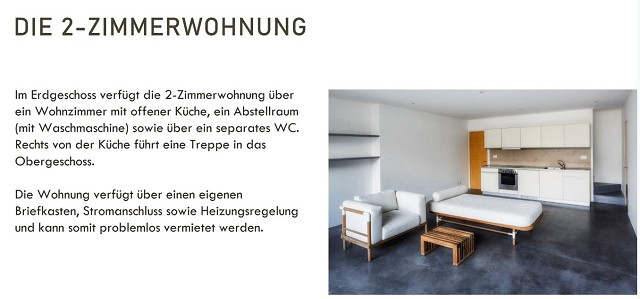 DIE 2-ZIMMERWOHNUNG
Im Erdgeschoss verfügt die 2-Zimmerwohnung über
ein Wohnzimmer mit offener Küche, ein Abstellraum
(mit Waschmaschine) sowie über ein separates WC.
Rechts von der Küche führt eine Treppe in das
Obergeschoss.
Die Wohnung verfügt über einen eigenen
Briefkasten, Stromanschluss sowie Heizungsregelung
und kann somit problemlos vermietet werden.